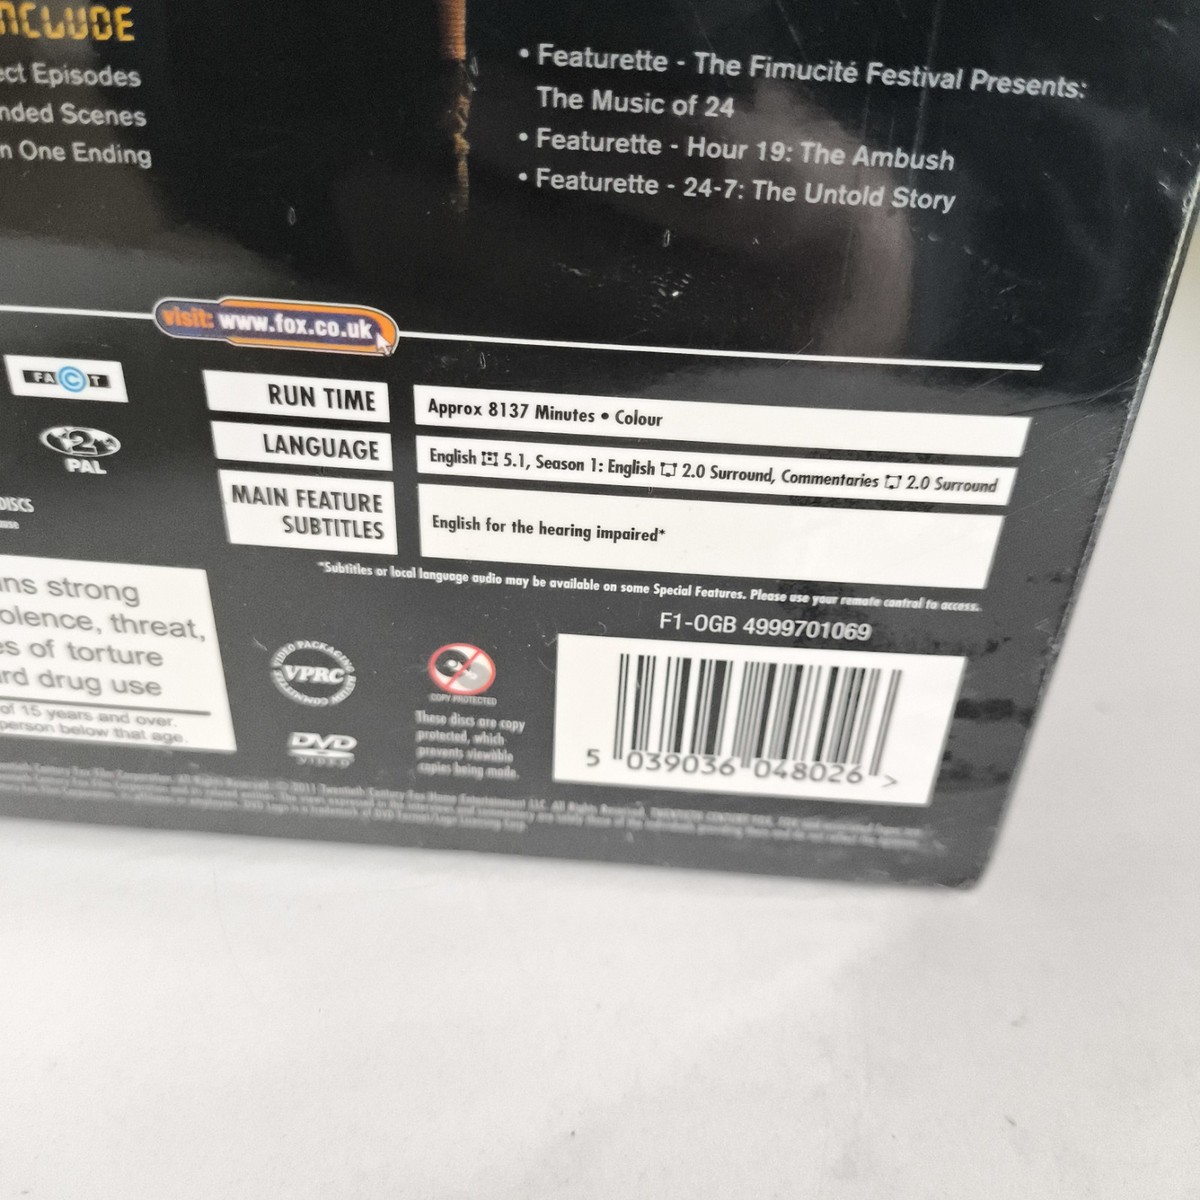 INCLUDE
ect Episodes
nded Scenes
n One Ending
• Featurette - The Fimucité Festival Presents:
The Music of 24
• Featurette - Hour 19: The Ambush
• Featurette - 24-7: The Untold Story
visit: www.fox.co.uk
FACT
2
PAL
DISCS
RUN TIME
Approx 8137 Minutes • Colour
LANGUAGE
English 5.1, Season 1: English 2.0 Surround, Commentaries 2.0 Surround
MAIN FEATURE
SUBTITLES
English for the hearing impaired*
*Subtitles or local language audio may be available on some Special Features. Please use your remote control to access.
ns strong
olence, threat,
s of torture
rd drug use
of 15 years and over.
person below that age.
VIDEO PACKAGING REVIEW COMMITTEE
VPRC
DVD
VIDEO
COPY PROTECTED
These discs are copy
protected, which
prevents viewable
copies being made.
F1-OGB 4999701069
5 039036 048026 >